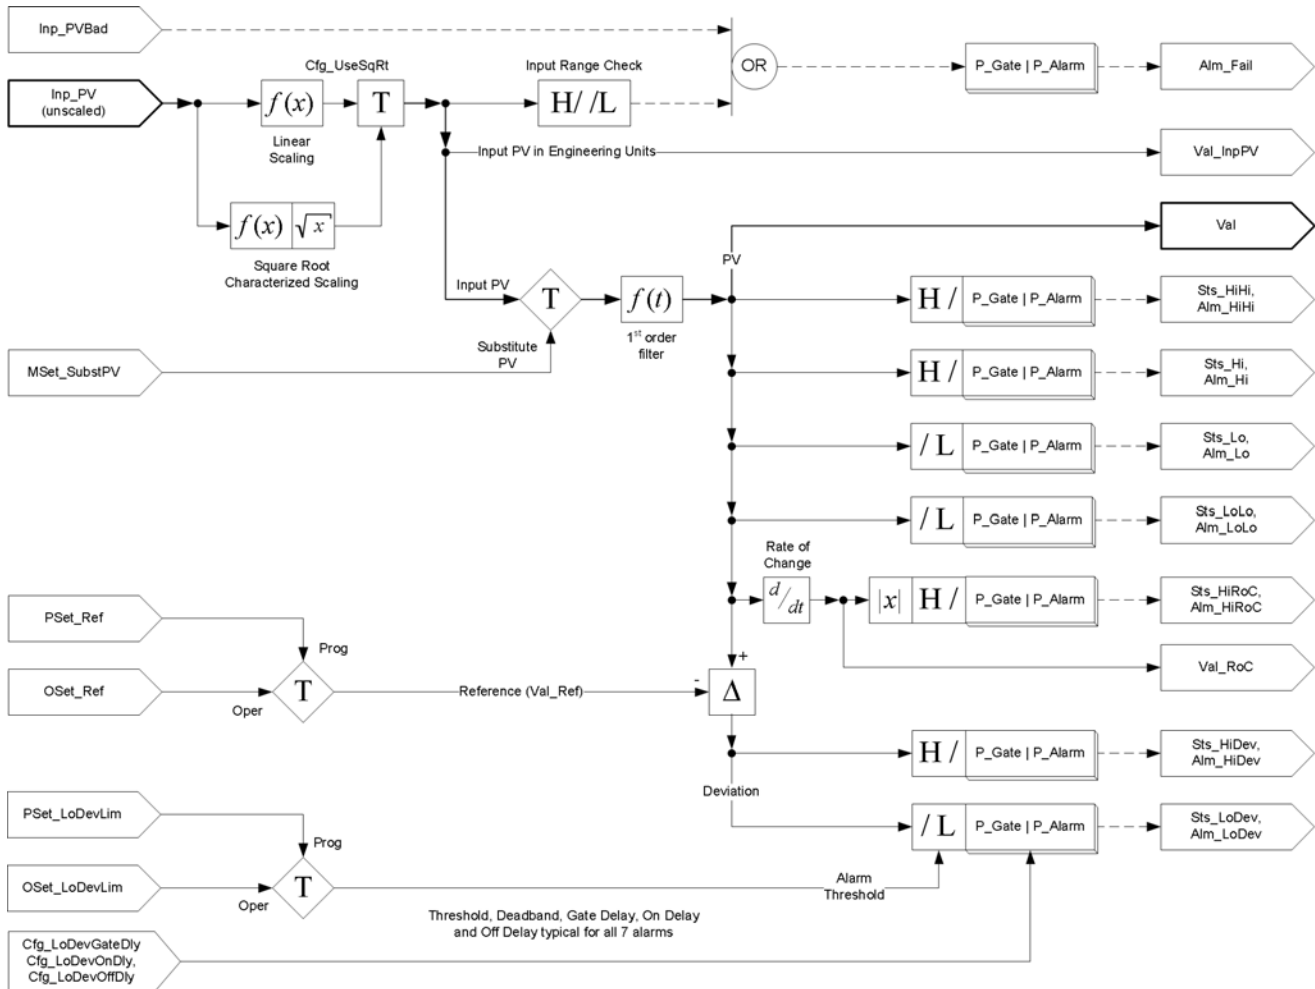 Inp_PVBad
OR
P_Gate | P_Alarm
Alm_Fail
Cfg_UseSqRt
Input Range Check
Inp_PV
(unscaled)
f(x)
T
H/ /L
Linear
Scaling
Input PV in Engineering Units
Val_InpPV
f(x) √x
Square Root
Characterized Scaling
Val
PV
Input PV
T
f(t)
1st order
filter
H /
P_Gate | P_Alarm
Sts_HiHi,
Alm_HiHi
MSet_SubstPV
Substitute
PV
H /
P_Gate | P_Alarm
Sts_Hi,
Alm_Hi
/ L
P_Gate | P_Alarm
Sts_Lo,
Alm_Lo
/ L
P_Gate | P_Alarm
Sts_LoLo,
Alm_LoLo
Rate of
Change
d/dt
|x| H /
P_Gate | P_Alarm
Sts_HiRoC,
Alm_HiRoC
Val_RoC
PSet_Ref
Prog
OSet_Ref
Oper
T
Reference (Val_Ref)
-
+
Δ
H /
P_Gate | P_Alarm
Sts_HiDev,
Alm_HiDev
Deviation
/ L
P_Gate | P_Alarm
Sts_LoDev,
Alm_LoDev
PSet_LoDevLim
Prog
OSet_LoDevLim
Oper
T
Alarm
Threshold
Threshold, Deadband, Gate Delay, On Delay
and Off Delay typical for all 7 alarms
Cfg_LoDevGateDly
Cfg_LoDevOnDly,
Cfg_LoDevOffDly